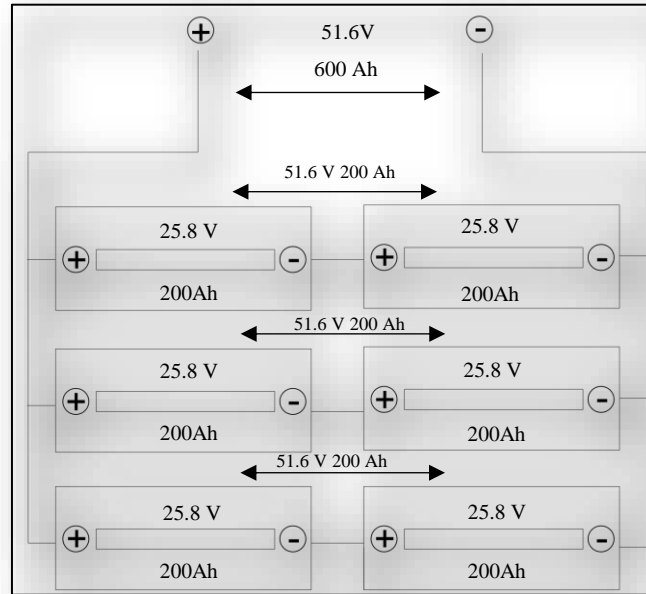 + 51.6V -
600 Ah
51.6 V 200 Ah
25.8 V 25.8 V
+ - + -
200Ah 200Ah
51.6 V 200 Ah
25.8 V 25.8 V
+ - + -
200Ah 200Ah
51.6 V 200 Ah
25.8 V 25.8 V
+ - + -
200Ah 200Ah